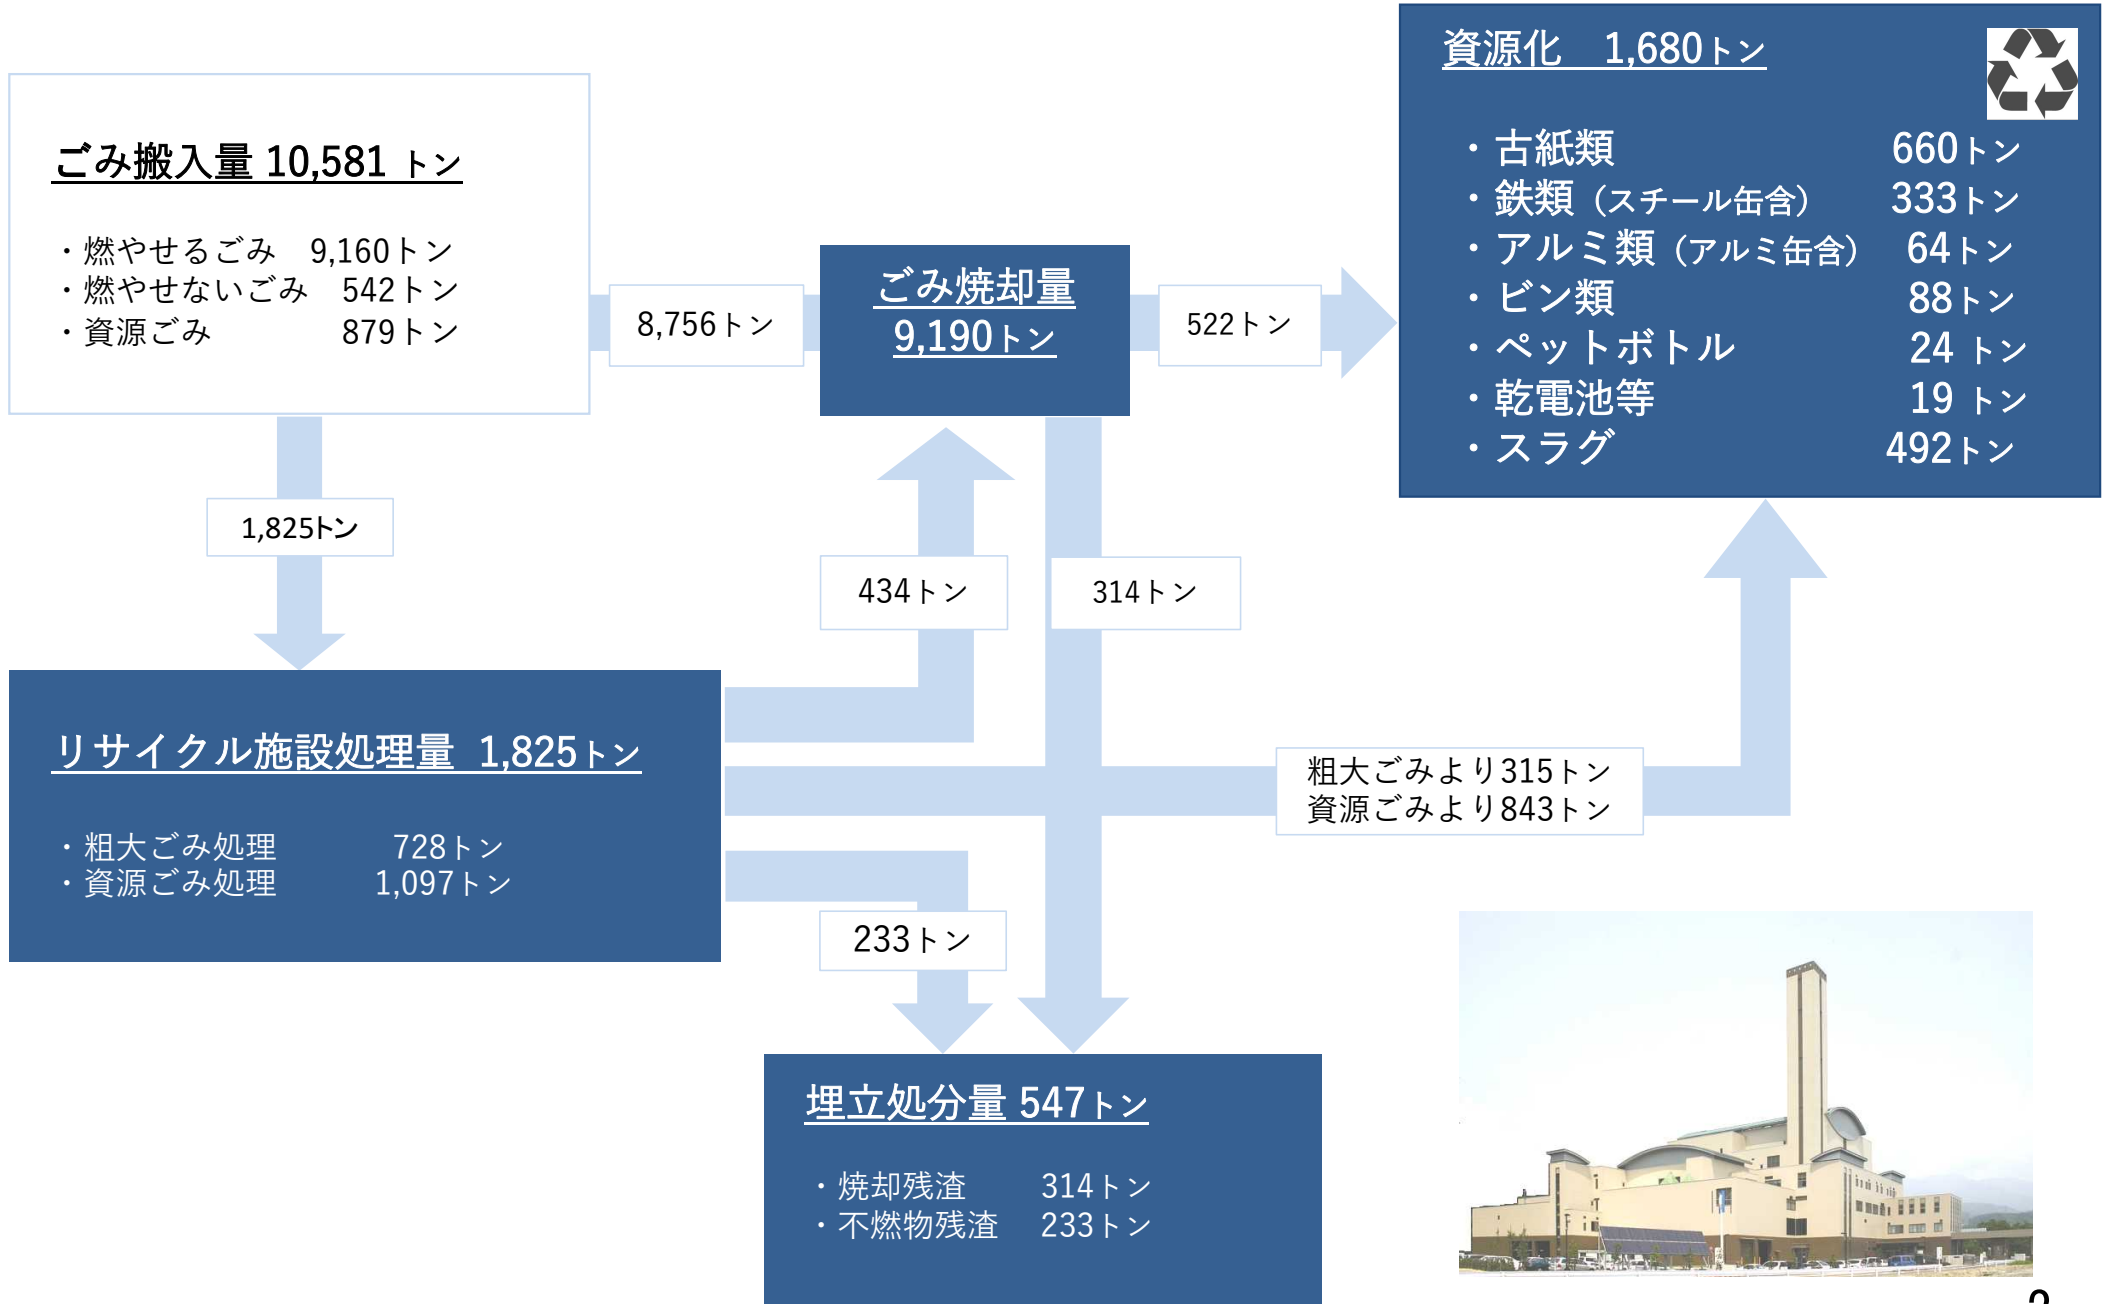 ごみ搬入量 10,581 トン
・燃やせるごみ 9,160トン
・燃やせないごみ 542トン
・資源ごみ 879トン
8,756トン
ごみ焼却量
9,190トン
522トン
資源化 1,680トン
・古紙類 660トン
・鉄類（スチール缶含） 333トン
・アルミ類（アルミ缶含） 64トン
・ビン類 88トン
・ペットボトル 24 トン
・乾電池等 19 トン
・スラグ 492トン
1,825トン
434トン
314トン
リサイクル施設処理量 1,825トン
・粗大ごみ処理 728トン
・資源ごみ処理 1,097トン
粗大ごみより315トン
資源ごみより843トン
233トン
埋立処分量 547トン
・焼却残渣 314トン
・不燃物残渣 233トン